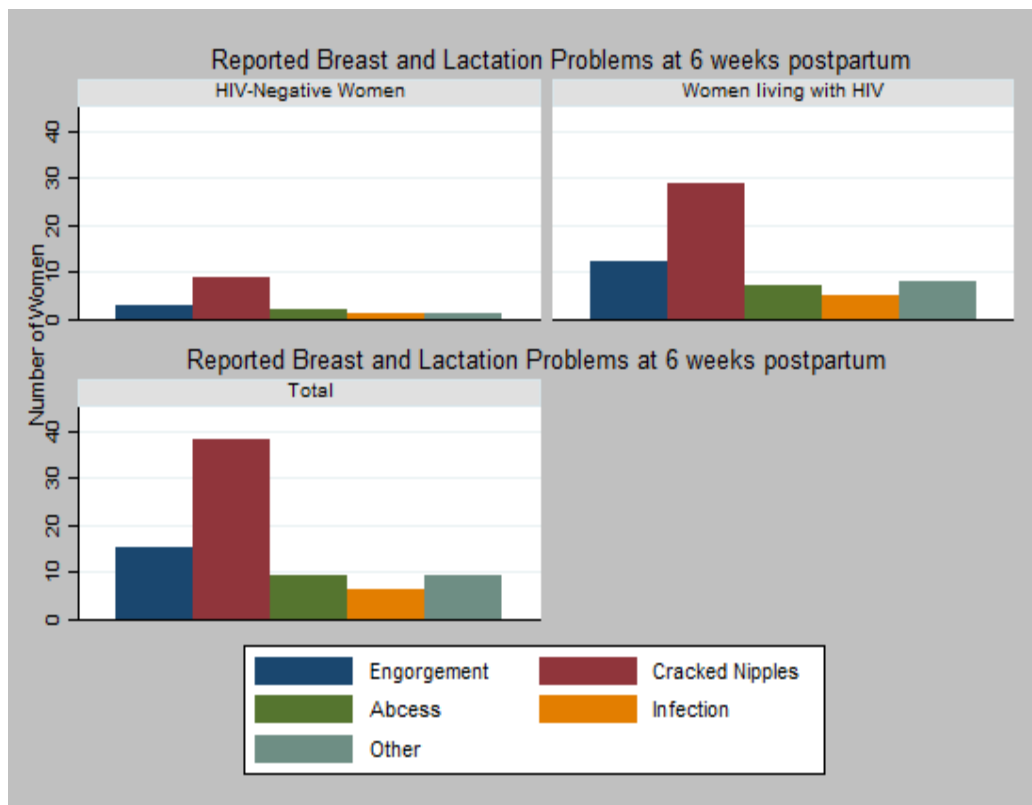 Reported Breast and Lactation Problems at 6 weeks postpartum
HIV-Negative Women
Women living with HIV
40
30
20
10
0
Number of Women
Reported Breast and Lactation Problems at 6 weeks postpartum
Total
40
30
20
10
0
Engorgement
Cracked Nipples
Abcess
Infection
Other